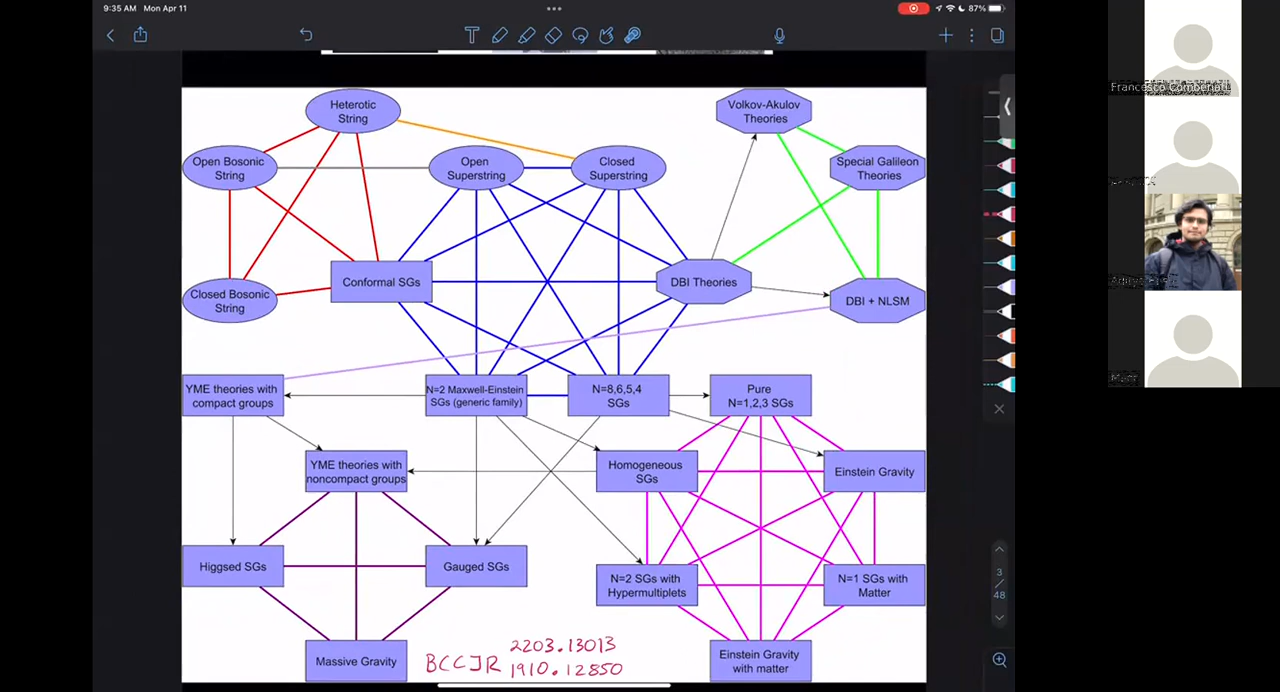 9:35 AM Mon Apr 11
87%
Heterotic
String
Volkov-Akulov
Theories
Open Bosonic
String
Open
Superstring
Closed
Superstring
Special Galileon
Theories
Conformal SGs
DBI Theories
Closed Bosonic
String
DBI + NLSM
YME theories with
compact groups
N=2 Maxwell-Einstein
SGs (generic family)
N=8,6,5,4
SGs
Pure
N=1,2,3 SGs
YME theories with
noncompact groups
Homogeneous
SGs
Einstein Gravity
Higgsed SGs
Gauged SGs
N=2 SGs with
Hypermultiplets
N=1 SGs with
Matter
Massive Gravity
Einstein Gravity
with matter
BCCJR
2203.13013
1910.12850
3
/
48
T
Francesco